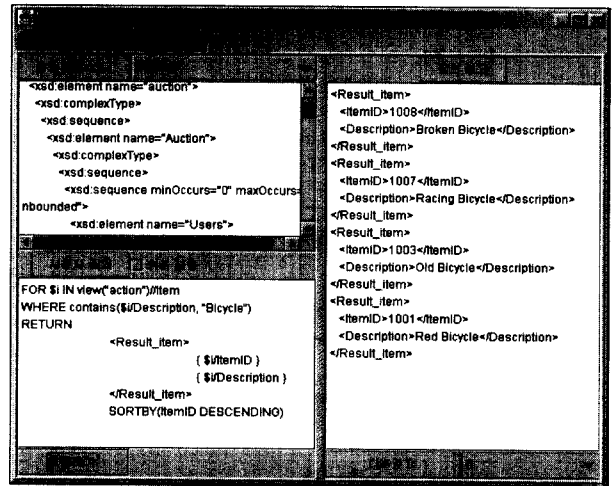 <xsd:element name="auction">
<xsd:complexType>
<xsd:sequence>
<xsd:element name="Auction">
<xsd:complexType>
<xsd:sequence>
<xsd:sequence minOccurs="0" maxOccurs=
nbounded">
<xsd:element name="Users">
FOR $i IN view("action")//Item
WHERE contains($i/Description, "Bicycle")
RETURN
<Result_item>
{ $i/ItemID }
{ $i/Description }
</Result_item>
SORTBY(ItemID DESCENDING)
<Result_item>
<ItemID>1008</ItemID>
<Description>Broken Bicycle</Description>
</Result_item>
<Result_item>
<ItemID>1007</ItemID>
<Description>Racing Bicycle</Description>
</Result_item>
<Result_item>
<ItemID>1003</ItemID>
<Description>Old Bicycle</Description>
</Result_item>
<Result_item>
<ItemID>1001</ItemID>
<Description>Red Bicycle</Description>
</Result_item>